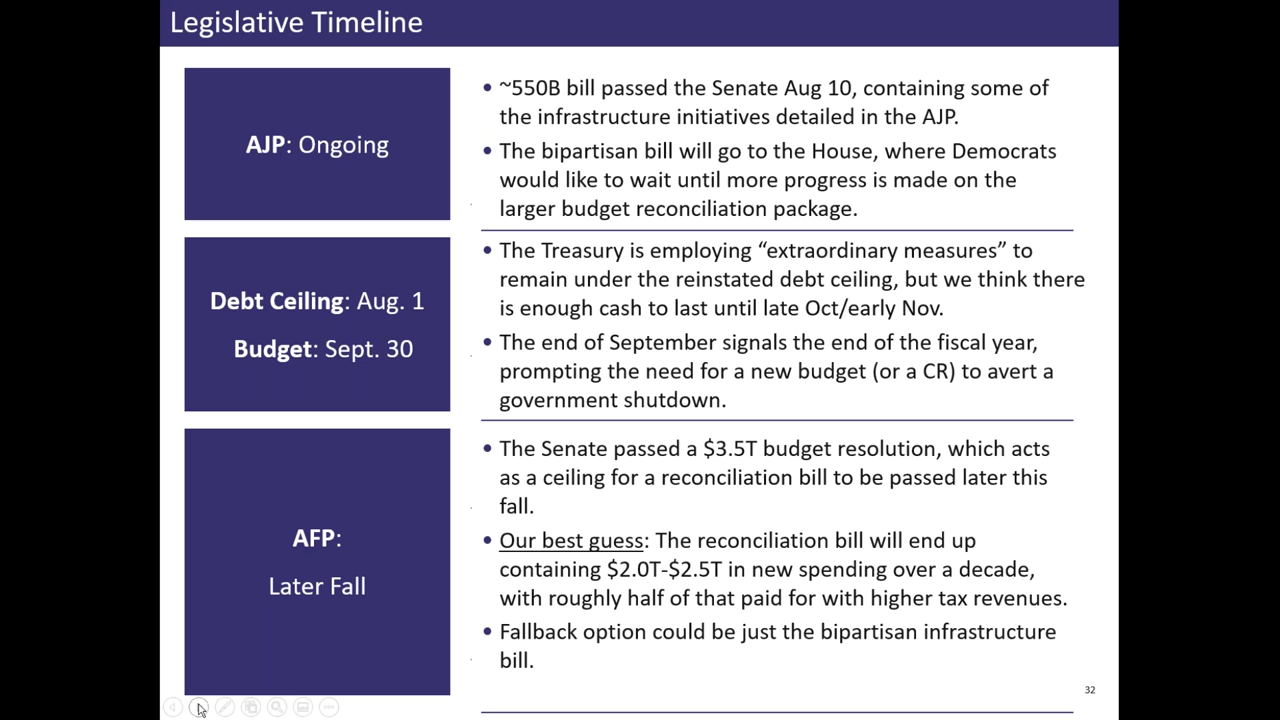 Legislative Timeline
AJP: Ongoing
• ~550B bill passed the Senate Aug 10, containing some of
the infrastructure initiatives detailed in the AJP.
• The bipartisan bill will go to the House, where Democrats
would like to wait until more progress is made on the
larger budget reconciliation package.
Debt Ceiling: Aug. 1
Budget: Sept. 30
• The Treasury is employing “extraordinary measures” to
remain under the reinstated debt ceiling, but we think there
is enough cash to last until late Oct/early Nov.
• The end of September signals the end of the fiscal year,
prompting the need for a new budget (or a CR) to avert a
government shutdown.
AFP:
Later Fall
• The Senate passed a $3.5T budget resolution, which acts
as a ceiling for a reconciliation bill to be passed later this
fall.
• Our best guess: The reconciliation bill will end up
containing $2.0T-$2.5T in new spending over a decade,
with roughly half of that paid for with higher tax revenues.
• Fallback option could be just the bipartisan infrastructure
bill.
32